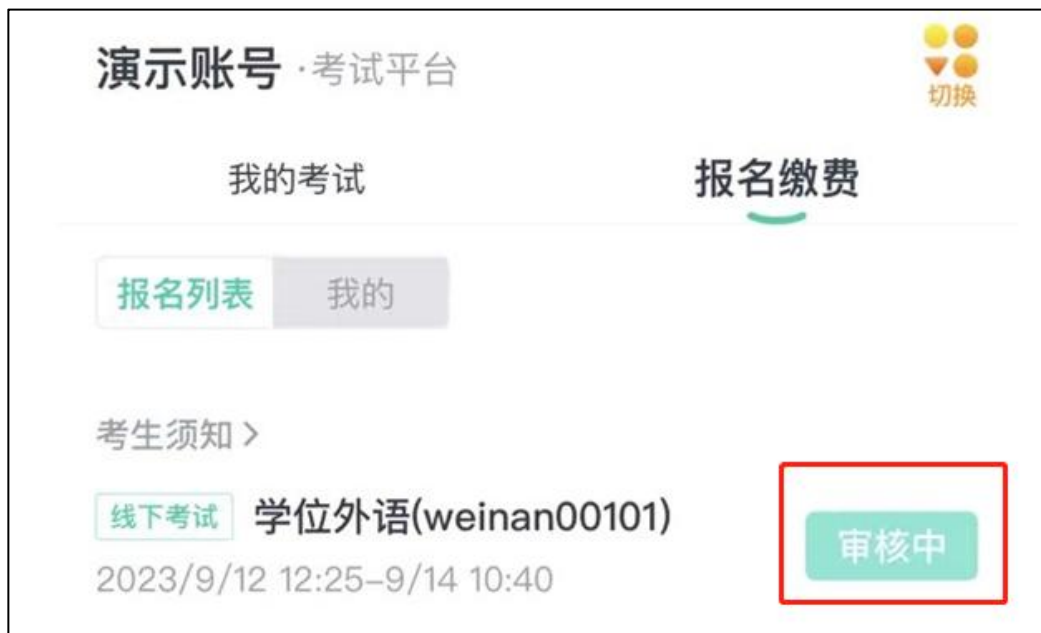 演示账号 ·考试平台
切换
我的考试 报名缴费
报名列表 我的
考生须知 >
线下考试 学位外语(weinan00101)
审核中
2023/9/12 12:25–9/14 10:40